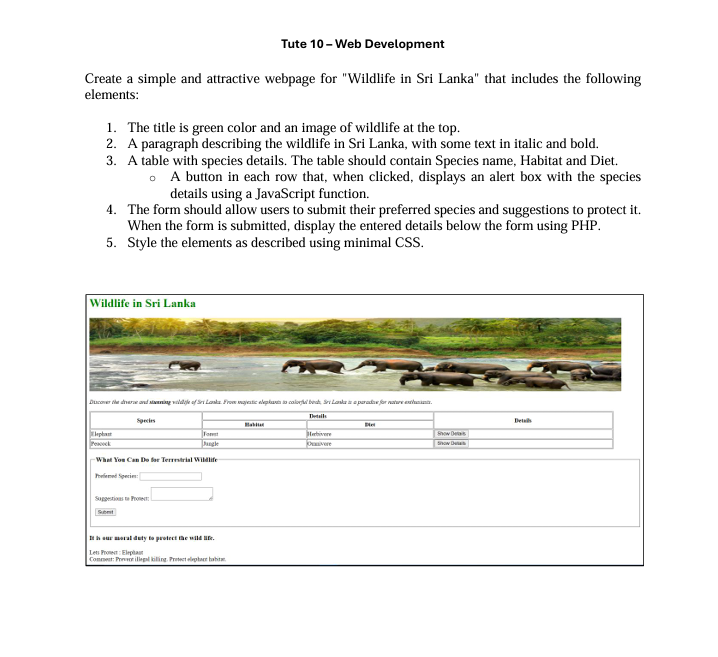 Tute 10 – Web Development
Create a simple and attractive webpage for "Wildlife in Sri Lanka" that includes the following
elements:
1. The title is green color and an image of wildlife at the top.
2. A paragraph describing the wildlife in Sri Lanka, with some text in italic and bold.
3. A table with species details. The table should contain Species name, Habitat and Diet.
o A button in each row that, when clicked, displays an alert box with the species
details using a JavaScript function.
4. The form should allow users to submit their preferred species and suggestions to protect it.
When the form is submitted, display the entered details below the form using PHP.
5. Style the elements as described using minimal CSS.
Wildlife in Sri Lanka
Discover the diverse and stunning wildlife of Sri Lanka. From majestic elephants to colorful birds, Sri Lanka is a paradise for nature enthusiasts.
Species Details Details
Habitat Diet
Elephant Forest Herbivore Show Details
Peacock Jungle Omnivore Show Details
What You Can Do for Terrestrial Wildlife
Preferred Species:
Suggestions to Protect:
Submit
It is our moral duty to protect the wild life.
Lets Protect : Elephant
Comment: Prevent illegal killing. Protect elephant habitat.